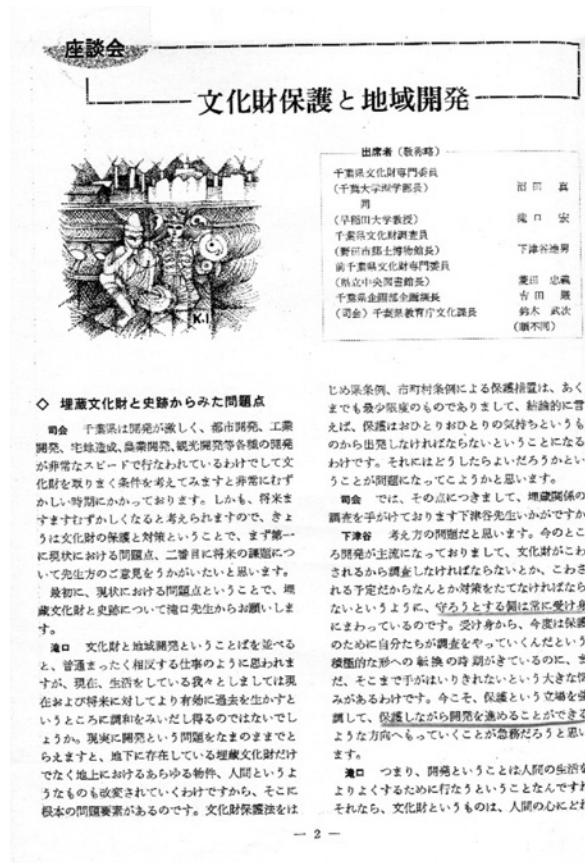 座談会
文化財保護と地域開発
出席者（敬称略）
千葉県文化財専門委員
（千葉大学理学部長） 沼田 真
同
（早稲田大学教授） 滝口 宏
千葉県文化財調査員
（野田市郷土博物館長） 下津谷達男
前千葉県文化財専門委員
（県立中央図書館長） 菱田 忠義
千葉県企画部企画課長 吉田 巌
（司会）千葉県教育庁文化課長 鈴木 武次
（順不同）
K.I
◇ 埋蔵文化財と史跡からみた問題点
司会 千葉県は開発が激しく、都市開発、工業
開発、宅地造成、農業開発、観光開発等各種の開発
が非常なスピードで行なわれているわけでして文
化財を取りまく条件を考えてみますと非常にむず
かしい時期にかかっております。しかも、将来ま
すますむずかしくなると考えられますので、きょ
うは文化財の保護と対策ということで、まず第一
に現状における問題点、二番目に将来の課題につ
いて先生方のご意見をうかがいたいと思います。
最初に、現状における問題点ということで、埋
蔵文化財と史跡について滝口先生からお願いしま
す。
滝口 文化財と地域開発ということばを並べる
と、普通まったく相反する仕事のように思われま
すが、現在、生活をしている我々としましては現
在および将来に対してより有効に過去を生かすと
いうところに調和をみいだし得るのではないでし
ょうか。現実に開発という問題をなまのままでと
らえますと、地下に存在している埋蔵文化財だけ
でなく地上におけるあらゆる物件、人間というよ
うなものも改変されていくわけですから、そこに
根本の問題要素があるのです。文化財保護法をは
じめ県条例、市町村条例による保護措置は、あく
までも最少限度のものでありまして、結論的に言
えば、保護はおひとりおひとりの気持ちというも
のから出発しなければならないということになる
わけです。それにはどうしたらよいだろうかとい
うことが問題になってこようかと思います。
司会 では、その点につきまして、埋蔵関係の
調査を手がけております下津谷先生いかがですか
下津谷 考え方の問題だと思います。今のとこ
ろ開発が主流になっておりまして、文化財がこわ
されるから調査しなければならないとか、こわさ
れる予定だからなんとか対策をたてなければなら
ないというように、守ろうとする側は常に受け身
にまわっているのです。受け身から、今度は保護
のために自分たちが調査をやっていくんだという
積極的な形への転換の時期がきているのに、ま
だ、そこまで手がはいりきれないという大きな悩
みがあるわけです。今こそ、保護という立場を強
調して、保護しながら開発を進めることができる
ような方向へもっていくことが急務だろうと思い
ます。
滝口 つまり、開発ということは人間の生活を
よりよくするために行なうということなんですね
それなら、文化財というものは、人間の心にどれ
— 2 —